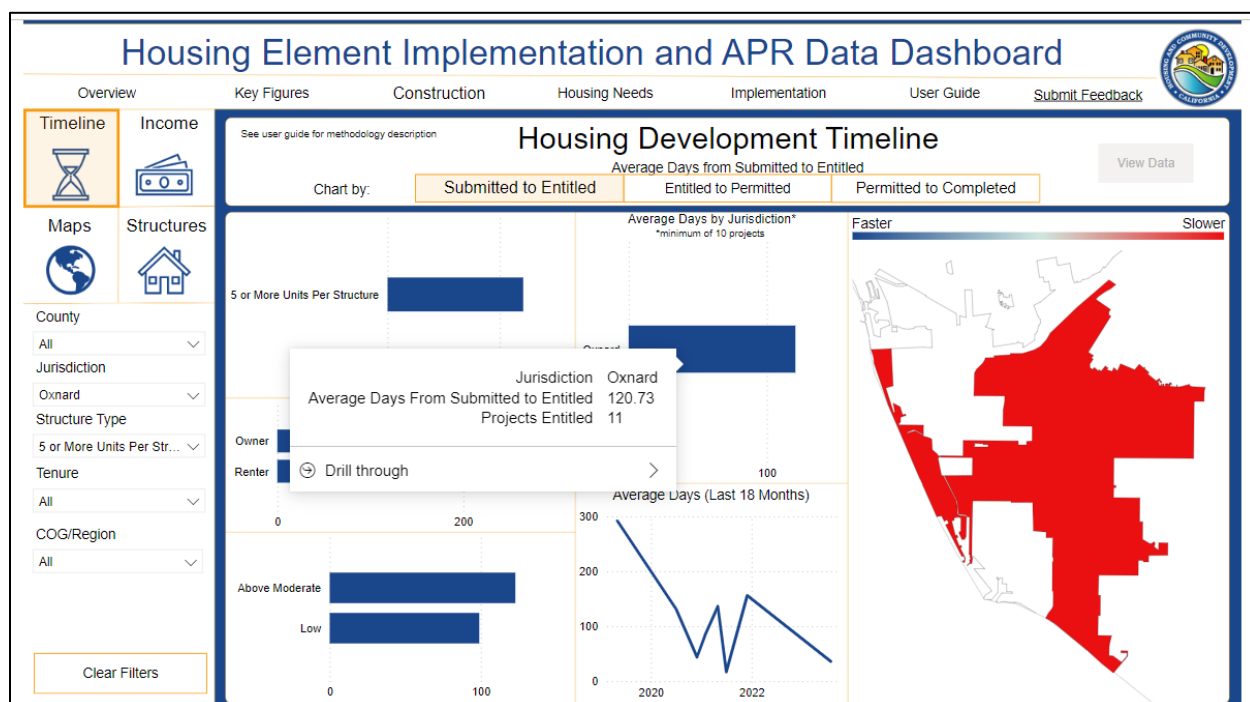 Housing Element Implementation and APR Data Dashboard
HOUSING AND COMMUNITY DEVELOPMENT
CALIFORNIA
Overview
Key Figures
Construction
Housing Needs
Implementation
User Guide
Submit Feedback
Timeline
Income
Maps
Structures
County
All
Jurisdiction
Oxnard
Structure Type
5 or More Units Per Str...
Tenure
All
COG/Region
All
Clear Filters
See user guide for methodology description
Housing Development Timeline
Average Days from Submitted to Entitled
View Data
Chart by:
Submitted to Entitled
Entitled to Permitted
Permitted to Completed
5 or More Units Per Structure
Owner
Renter
0
200
Above Moderate
Low
0
100
Average Days by Jurisdiction*
*minimum of 10 projects
Jurisdiction Oxnard
Average Days From Submitted to Entitled 120.73
Projects Entitled 11
Drill through
100
Average Days (Last 18 Months)
300
200
100
0
2020
2022
Faster
Slower